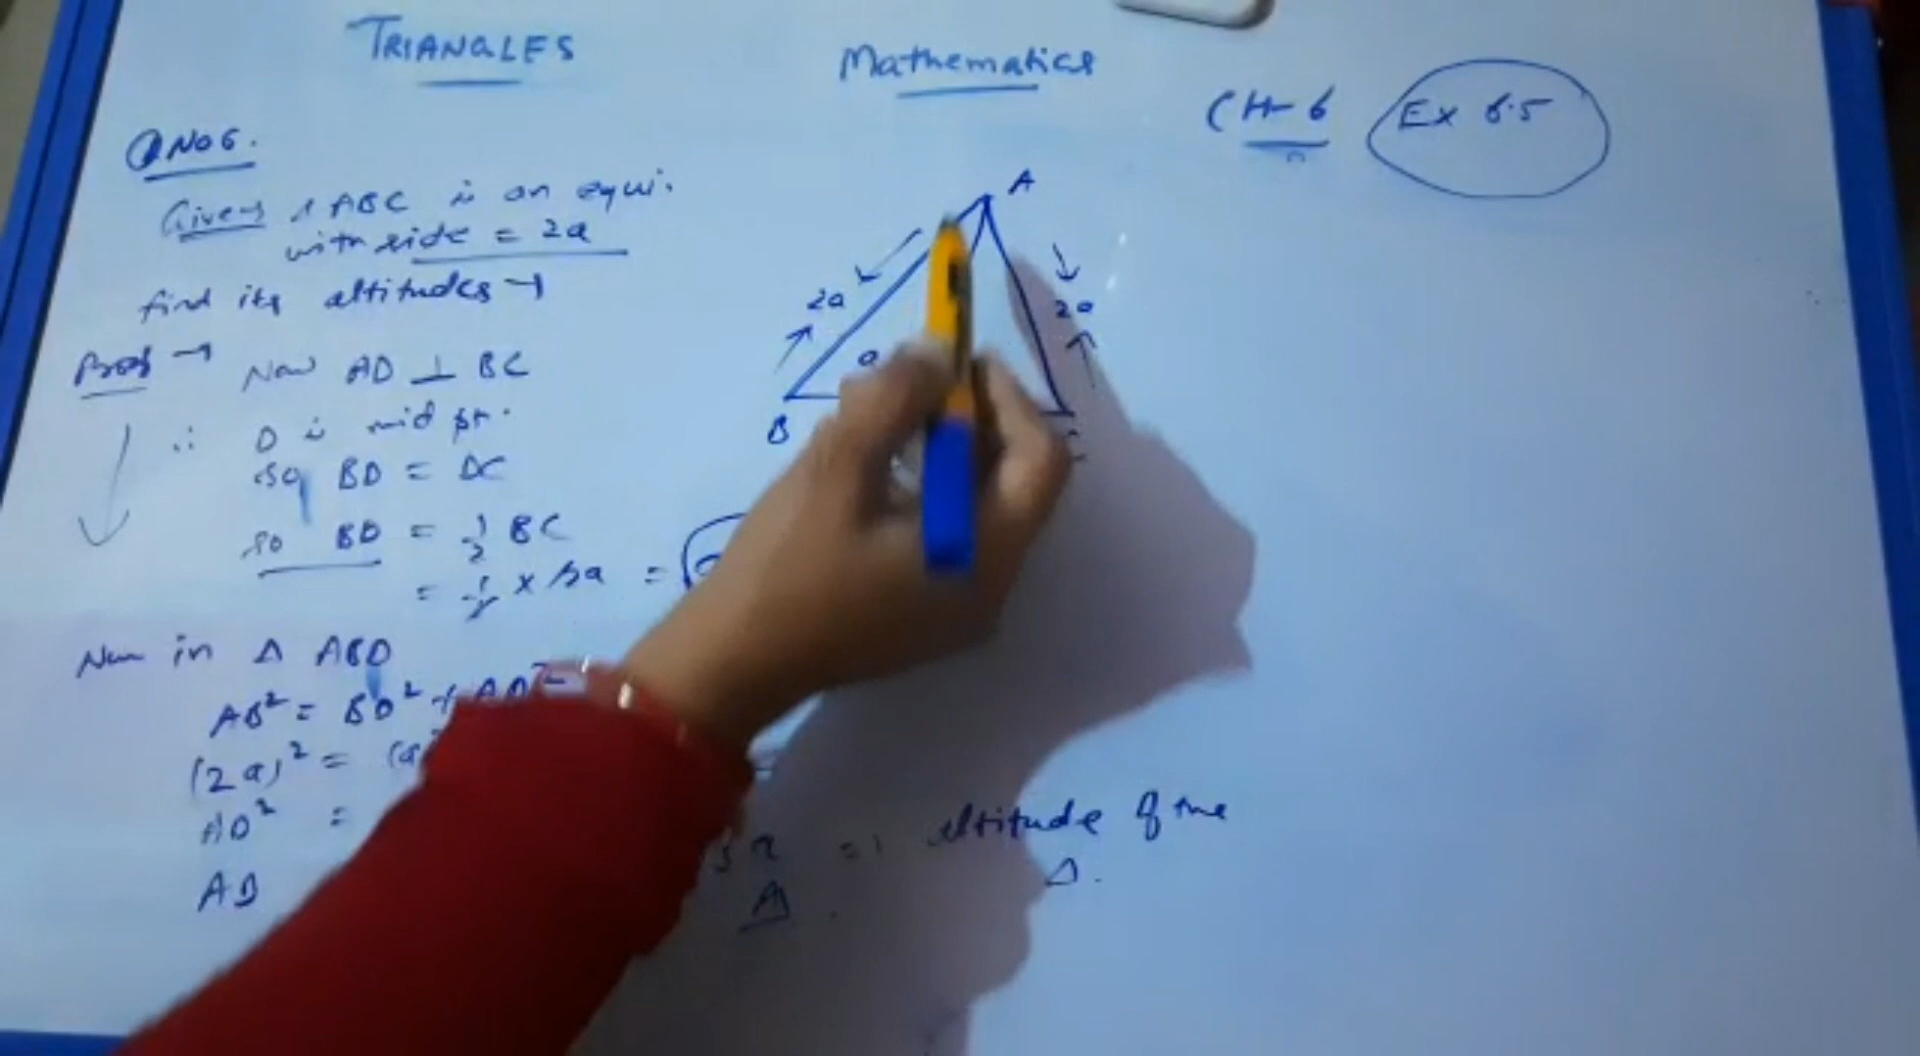 TRIANGLES
Mathematics
CH-6 Ex 6.5
QNO6.
Given Δ ABC is an equi.
with side = 2a
find its altitudes →
Proof → Now AD ⊥ BC
∴ D is mid pt.
so BD = DC
so BD = 1/2 BC
= 1/2 × 2a =
Now in Δ ABD
AB² = BD² + AD²
(2a)² = (a
AD² =
AD
= altitude of the
Δ.
A
2a
2a
a
B